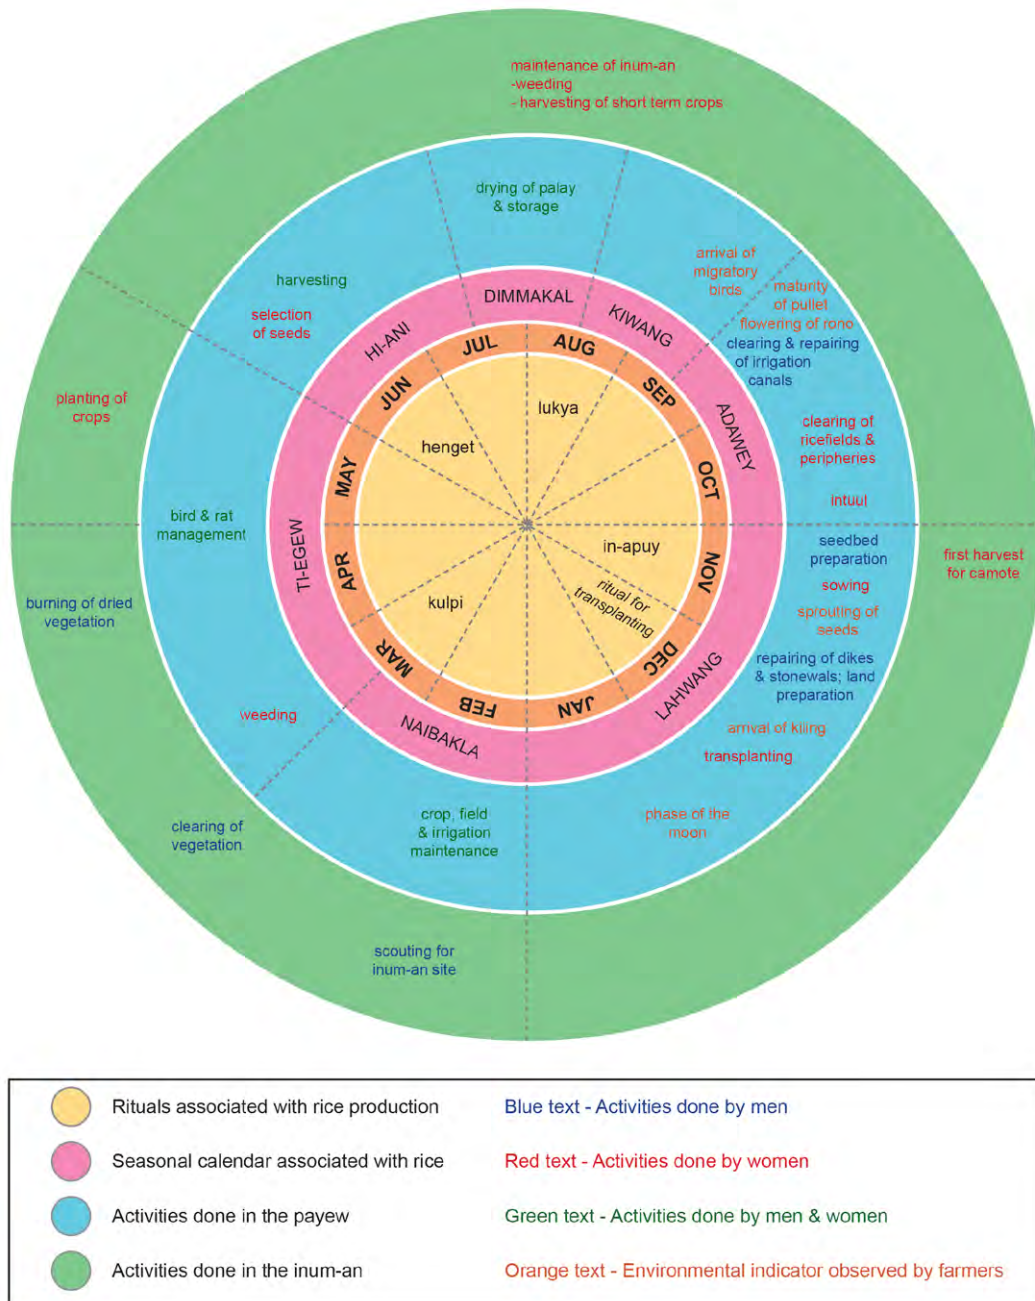 maintenance of inum-an
-weeding
- harvesting of short term crops
drying of palay
& storage
arrival of
migratory
birds
maturity
of pullet
flowering of rono
clearing & repairing
of irrigation
canals
harvesting
selection
of seeds
DIMMAKAL
KIWANG
HI-ANI
ADAWEY
JUL
AUG
JUN
SEP
lukya
henget
planting of
crops
clearing of
ricefields &
peripheries
MAY
OCT
intuul
bird & rat
management
TI-EGEW
seedbed
preparation
first harvest
for camote
in-apuy
APR
NOV
sowing
burning of dried
vegetation
kulpi
ritual for
transplanting
sprouting of
seeds
MAR
DEC
repairing of dikes
& stonewals; land
preparation
FEB
JAN
LAHWANG
weeding
NAIBAKLA
arrival of kiling
transplanting
clearing of
vegetation
crop, field
& irrigation
maintenance
phase of the
moon
scouting for
inum-an site
Rituals associated with rice production
Blue text - Activities done by men
Seasonal calendar associated with rice
Red text - Activities done by women
Activities done in the payew
Green text - Activities done by men & women
Activities done in the inum-an
Orange text - Environmental indicator observed by farmers